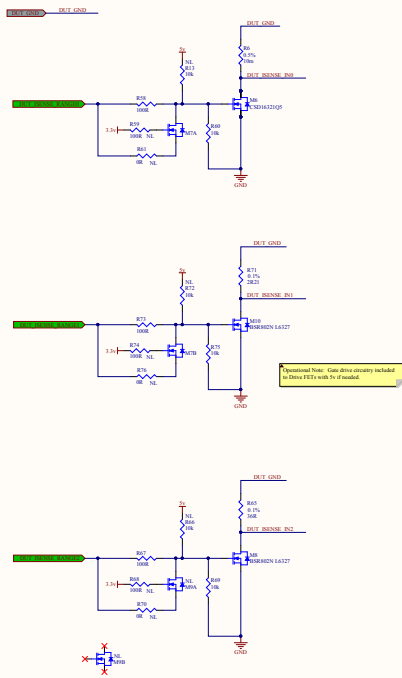 DUT_GND
DUT_GND
DUT_GND
R6
0.5%
10m
5v
NL
R13
10k
DUT_ISENSE_IN0
R58
100R
M6
CSD16321Q5
R59
3.3v
100R NL
NL
M7A
R60
10k
R61
0R NL
GND
DUT_GND
R71
0.1%
2R21
5v
NL
R72
10k
DUT_ISENSE_IN1
DUT_ISENSE_RANGE1
R73
100R
M10
BSR802N L6327
R74
3.3v
100R NL
NL
M7B
R75
10k
R76
0R NL
GND
Operational Note: Gate drive circuitry included
to Drive FETs with 5v if needed.
DUT_GND
R65
0.1%
36R
5v
NL
R66
10k
DUT_ISENSE_IN2
DUT_ISENSE_RANGE2
R67
100R
M8
BSR802N L6327
R68
3.3v
100R NL
NL
M9A
R69
10k
R70
0R NL
GND
NL
M9B